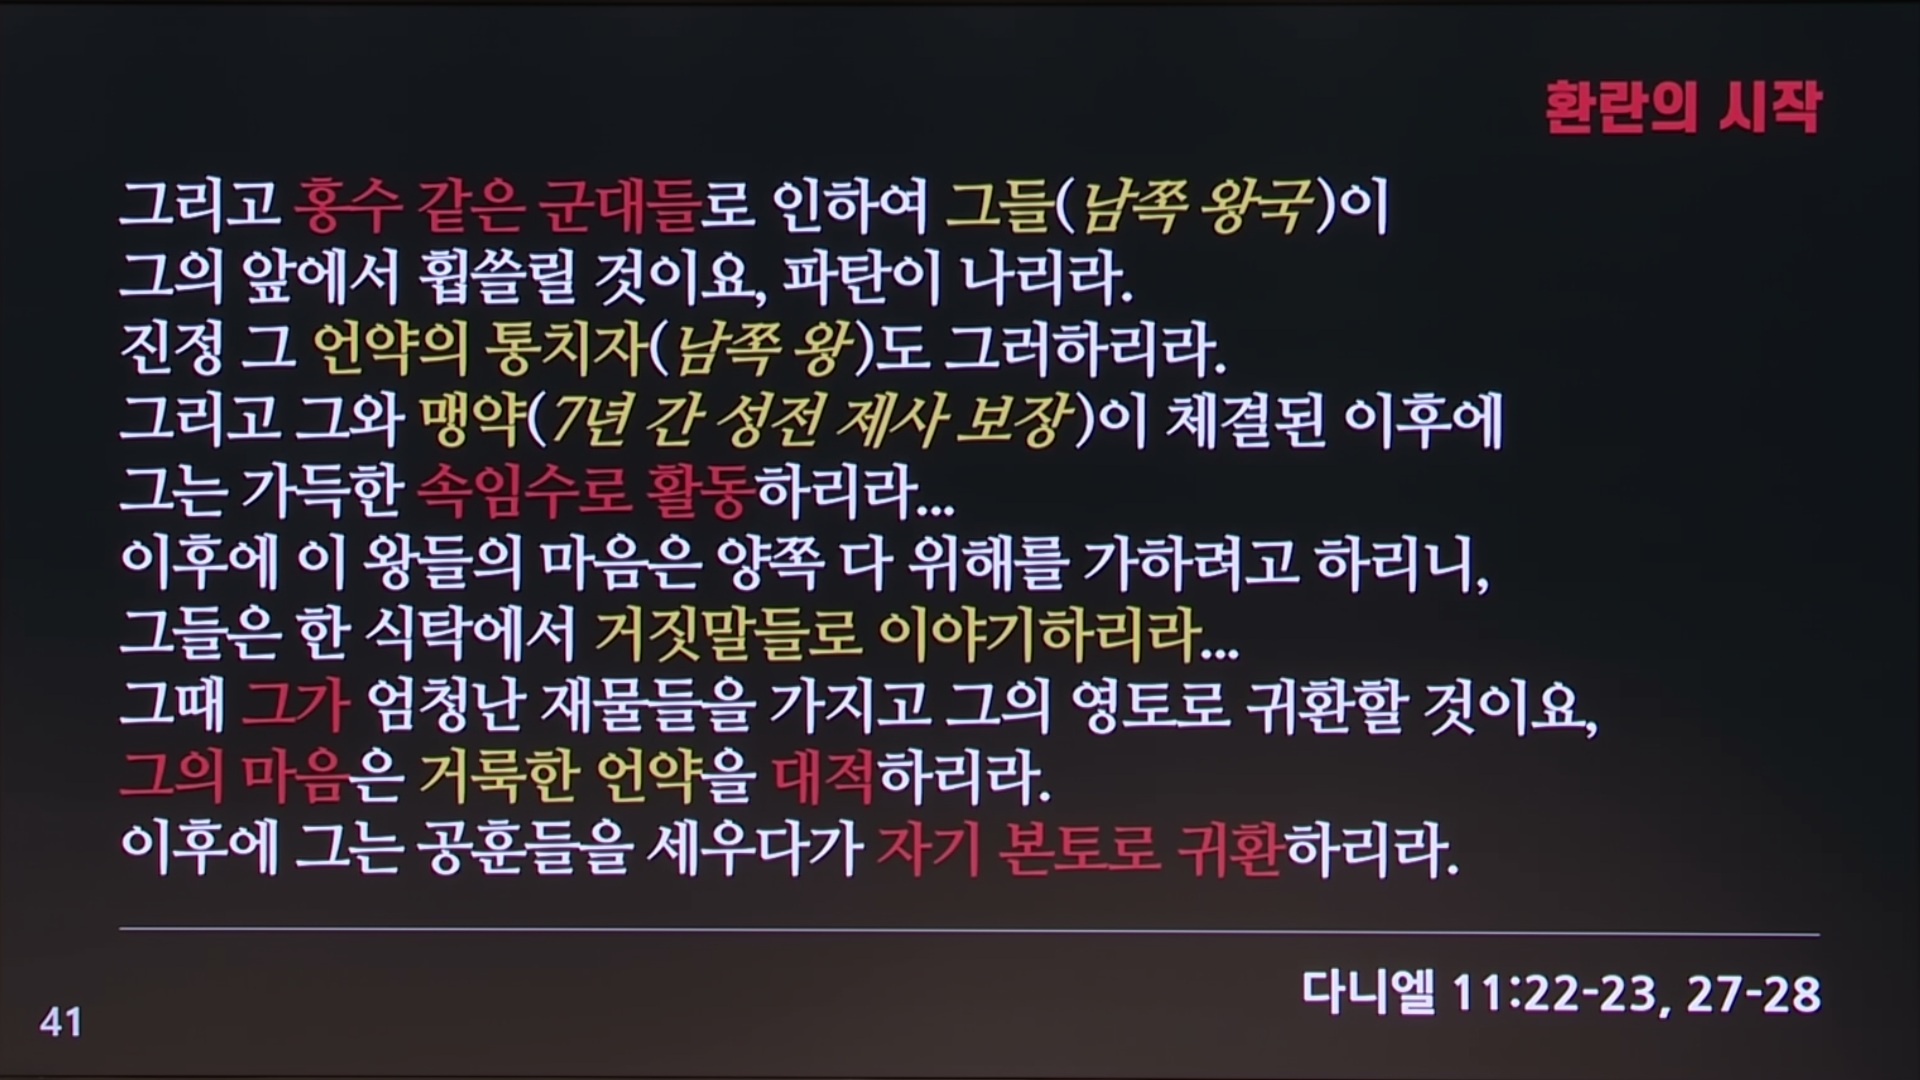 환란의 시작
그리고 홍수 같은 군대들로 인하여 그들(남쪽 왕국)이
그의 앞에서 휩쓸릴 것이요, 파탄이 나리라.
진정 그 언약의 통치자(남쪽 왕)도 그러하리라.
그리고 그와 맹약(7년 간 성전 제사 보장)이 체결된 이후에
그는 가득한 속임수로 활동하리라...
이후에 이 왕들의 마음은 양쪽 다 위해를 가하려고 하리니,
그들은 한 식탁에서 거짓말들로 이야기하리라...
그때 그가 엄청난 재물들을 가지고 그의 영토로 귀환할 것이요,
그의 마음은 거룩한 언약을 대적하리라.
이후에 그는 공훈들을 세우다가 자기 본토로 귀환하리라.
다니엘 11:22-23, 27-28
41